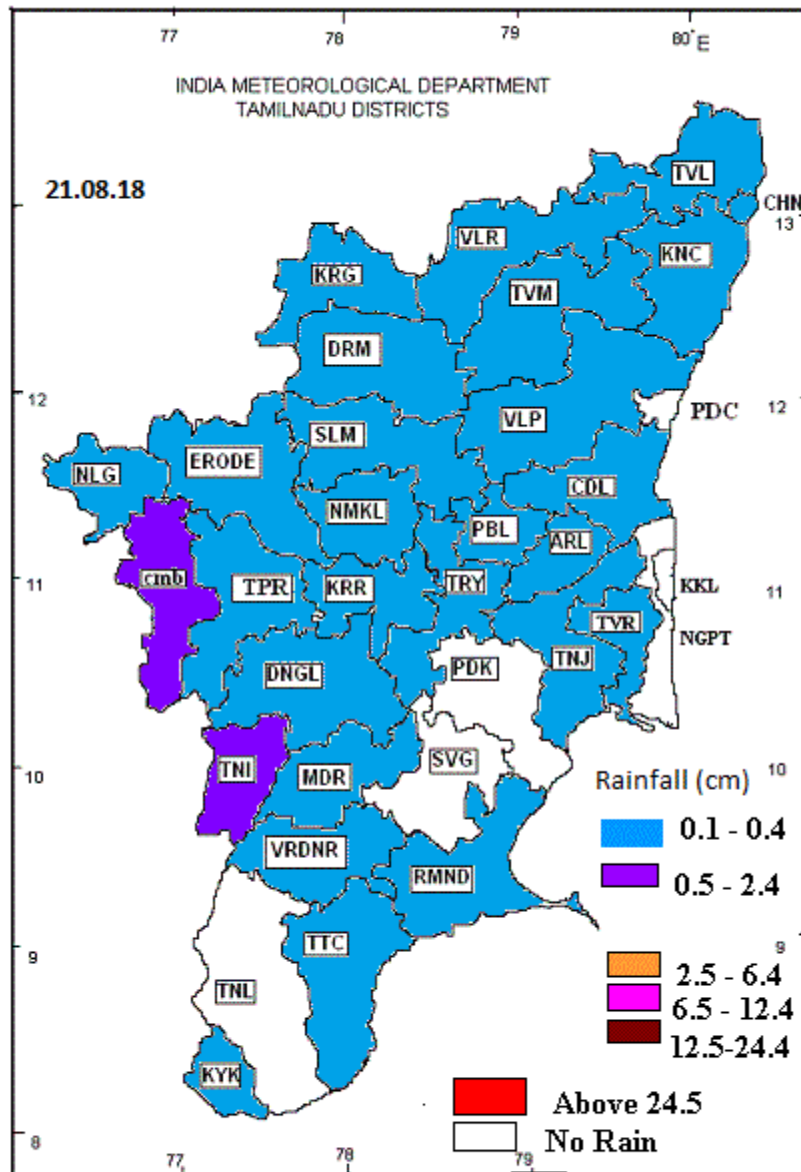 77 78 79 80° E
INDIA METEOROLOGICAL DEPARTMENT
TAMILNADU DISTRICTS
21.08.18
TVL
CHN
13
VLR
KNC
KRG
TVM
DRM
12
12
PDC
VLP
SLM
ERODE
NLG
CDL
NMKL
PBL
ARL
11
cmb
TPR
KRR
TRY
KKL
11
TVR
NGPT
DNGL
PDK
TNJ
10
TNI
MDR
SVG
10
Rainfall (cm)
0.1 - 0.4
VRDNR
RMND
0.5 - 2.4
TTC
9
9
2.5 - 6.4
TNL
6.5 - 12.4
12.5-24.4
KYK
Above 24.5
No Rain
8
77 78 79